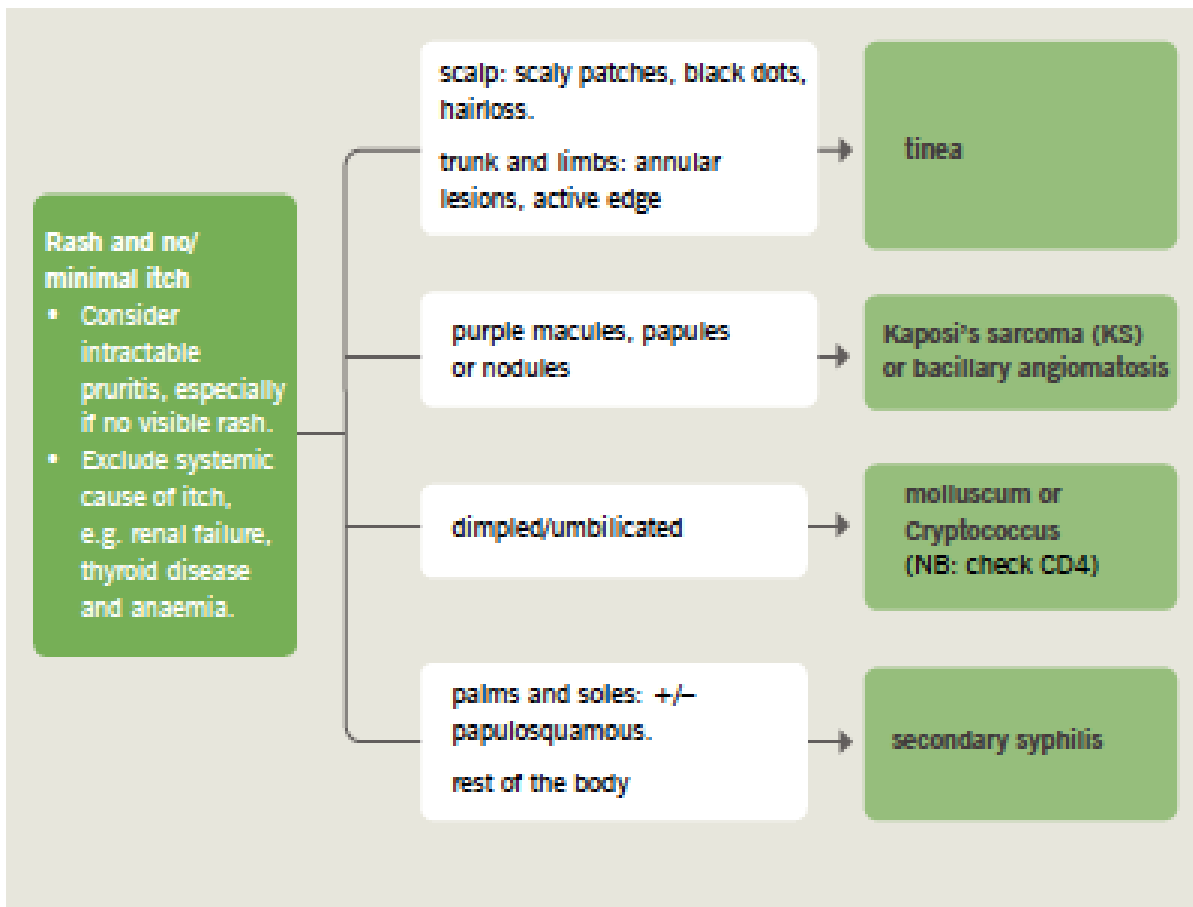 Rash and no/
minimal itch
• Consider
intractable
pruritis, especially
if no visible rash.
• Exclude systemic
cause of itch,
e.g. renal failure,
thyroid disease
and anaemia.
scalp: scaly patches, black dots,
hairloss.
trunk and limbs: annular
lesions, active edge
tinea
purple macules, papules
or nodules
Kaposi's sarcoma (KS)
or bacillary angiomatosis
dimpled/umbilicated
molluscum or
Cryptococcus
(NB: check CD4)
palms and soles: +/–
papulosquamous.
rest of the body
secondary syphilis